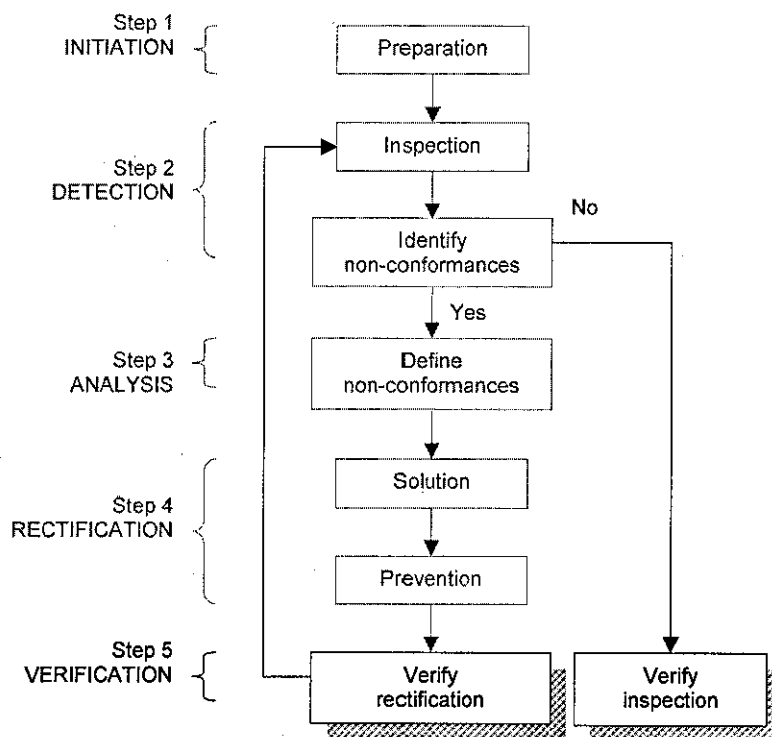 Step 1
INITIATION
Preparation
Step 2
DETECTION
Inspection
Identify
non-conformances
No
Yes
Step 3
ANALYSIS
Define
non-conformances
Step 4
RECTIFICATION
Solution
Prevention
Step 5
VERIFICATION
Verify
rectification
Verify
inspection